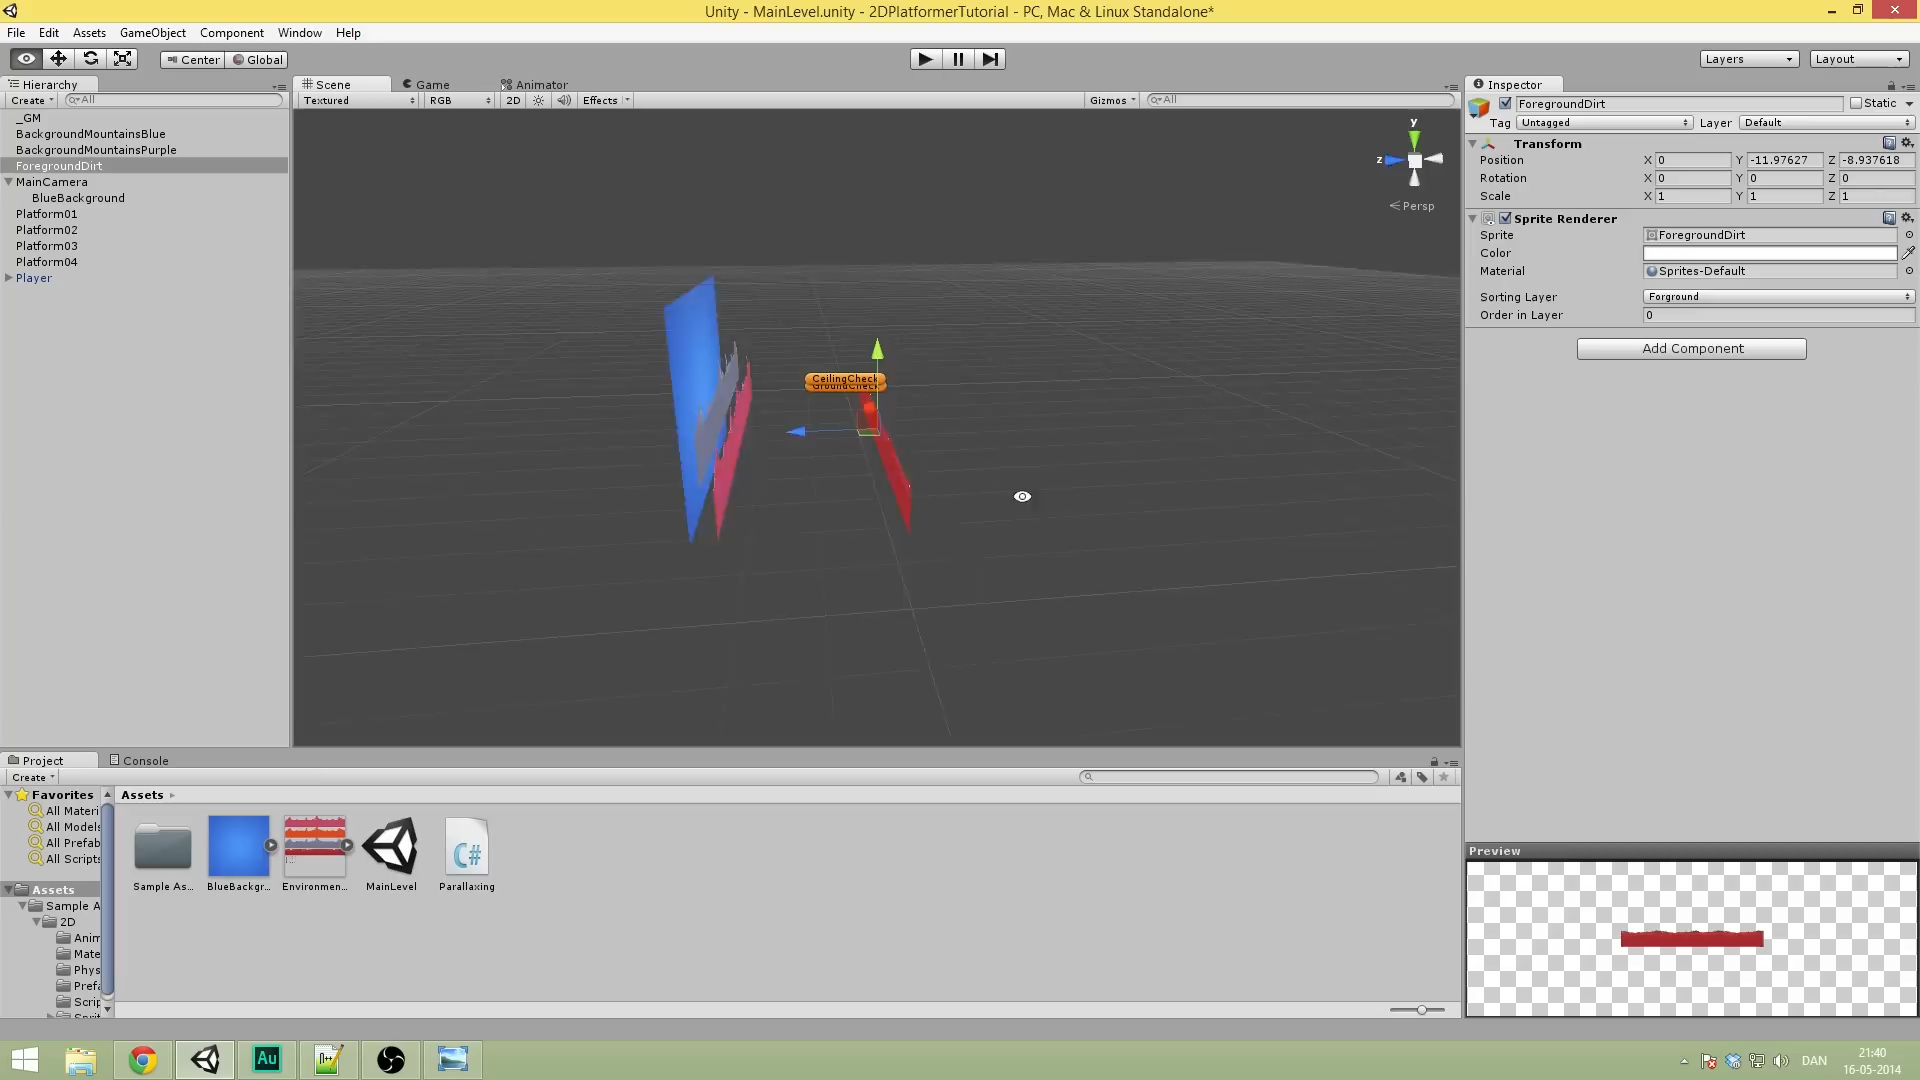 Unity - MainLevel.unity - 2DPlatformerTutorial - PC, Mac & Linux Standalone*
File Edit Assets GameObject Component Window Help
Center Global Layers Layout
Hierarchy
Create All
_GM
BackgroundMountainsBlue
BackgroundMountainsPurple
ForegroundDirt
MainCamera
BlueBackground
Platform01
Platform02
Platform03
Platform04
Player
Scene Game Animator
Textured RGB 2D Effects Gizmos All
y
z
Persp
CeilingCheck
GroundCheck
Inspector
ForegroundDirt Static
Tag Untagged Layer Default
Transform
Position X 0 Y -11.97627 Z -8.937618
Rotation X 0 Y 0 Z 0
Scale X 1 Y 1 Z 1
Sprite Renderer
Sprite ForegroundDirt
Color
Material Sprites-Default
Sorting Layer Forground
Order in Layer 0
Add Component
Preview
Project Console
Create
Favorites
All Materi
All Models
All Prefab
All Scripts
Assets
Sample A
2D
Anim
Mate
Phys
Prefa
Scrip
Assets
Sample As... BlueBackgr... Environmen... MainLevel Parallaxing
C#
Au
DAN
21:40
16-05-2014